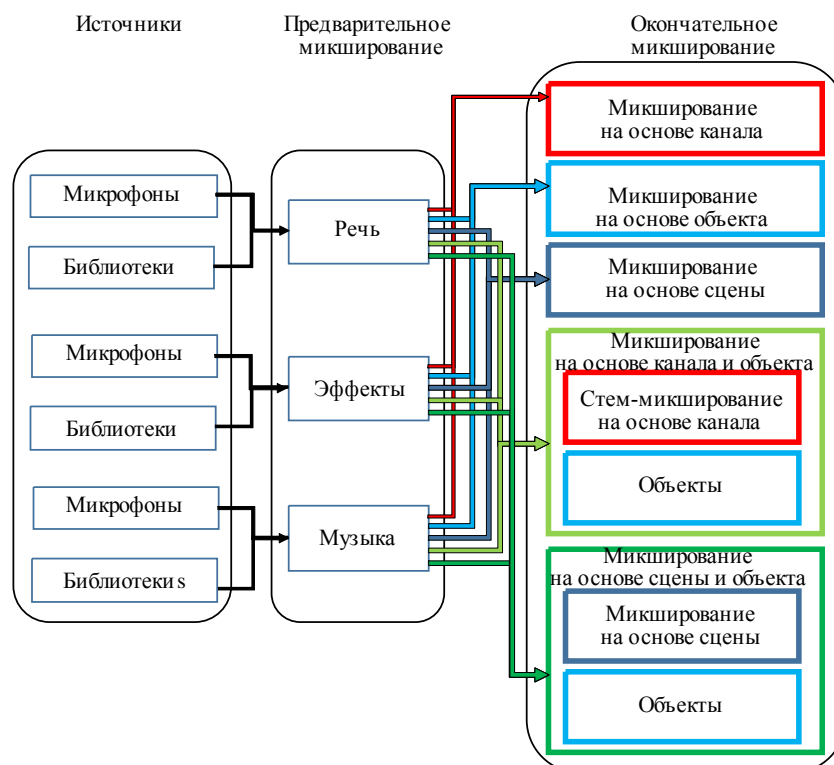 Источники
Предварительное
микширование
Окончательное
микширование
Микрофоны
Библиотеки
Микрофоны
Библиотеки
Микрофоны
Библиотеки s
Речь
Эффекты
Музыка
Микширование
на основе канала
Микширование
на основе объекта
Микширование
на основе сцены
Микширование
на основе канала и объекта
Стем-микширование
на основе канала
Объекты
Микширование
на основе сцены и объекта
Микширование
на основе сцены
Объекты